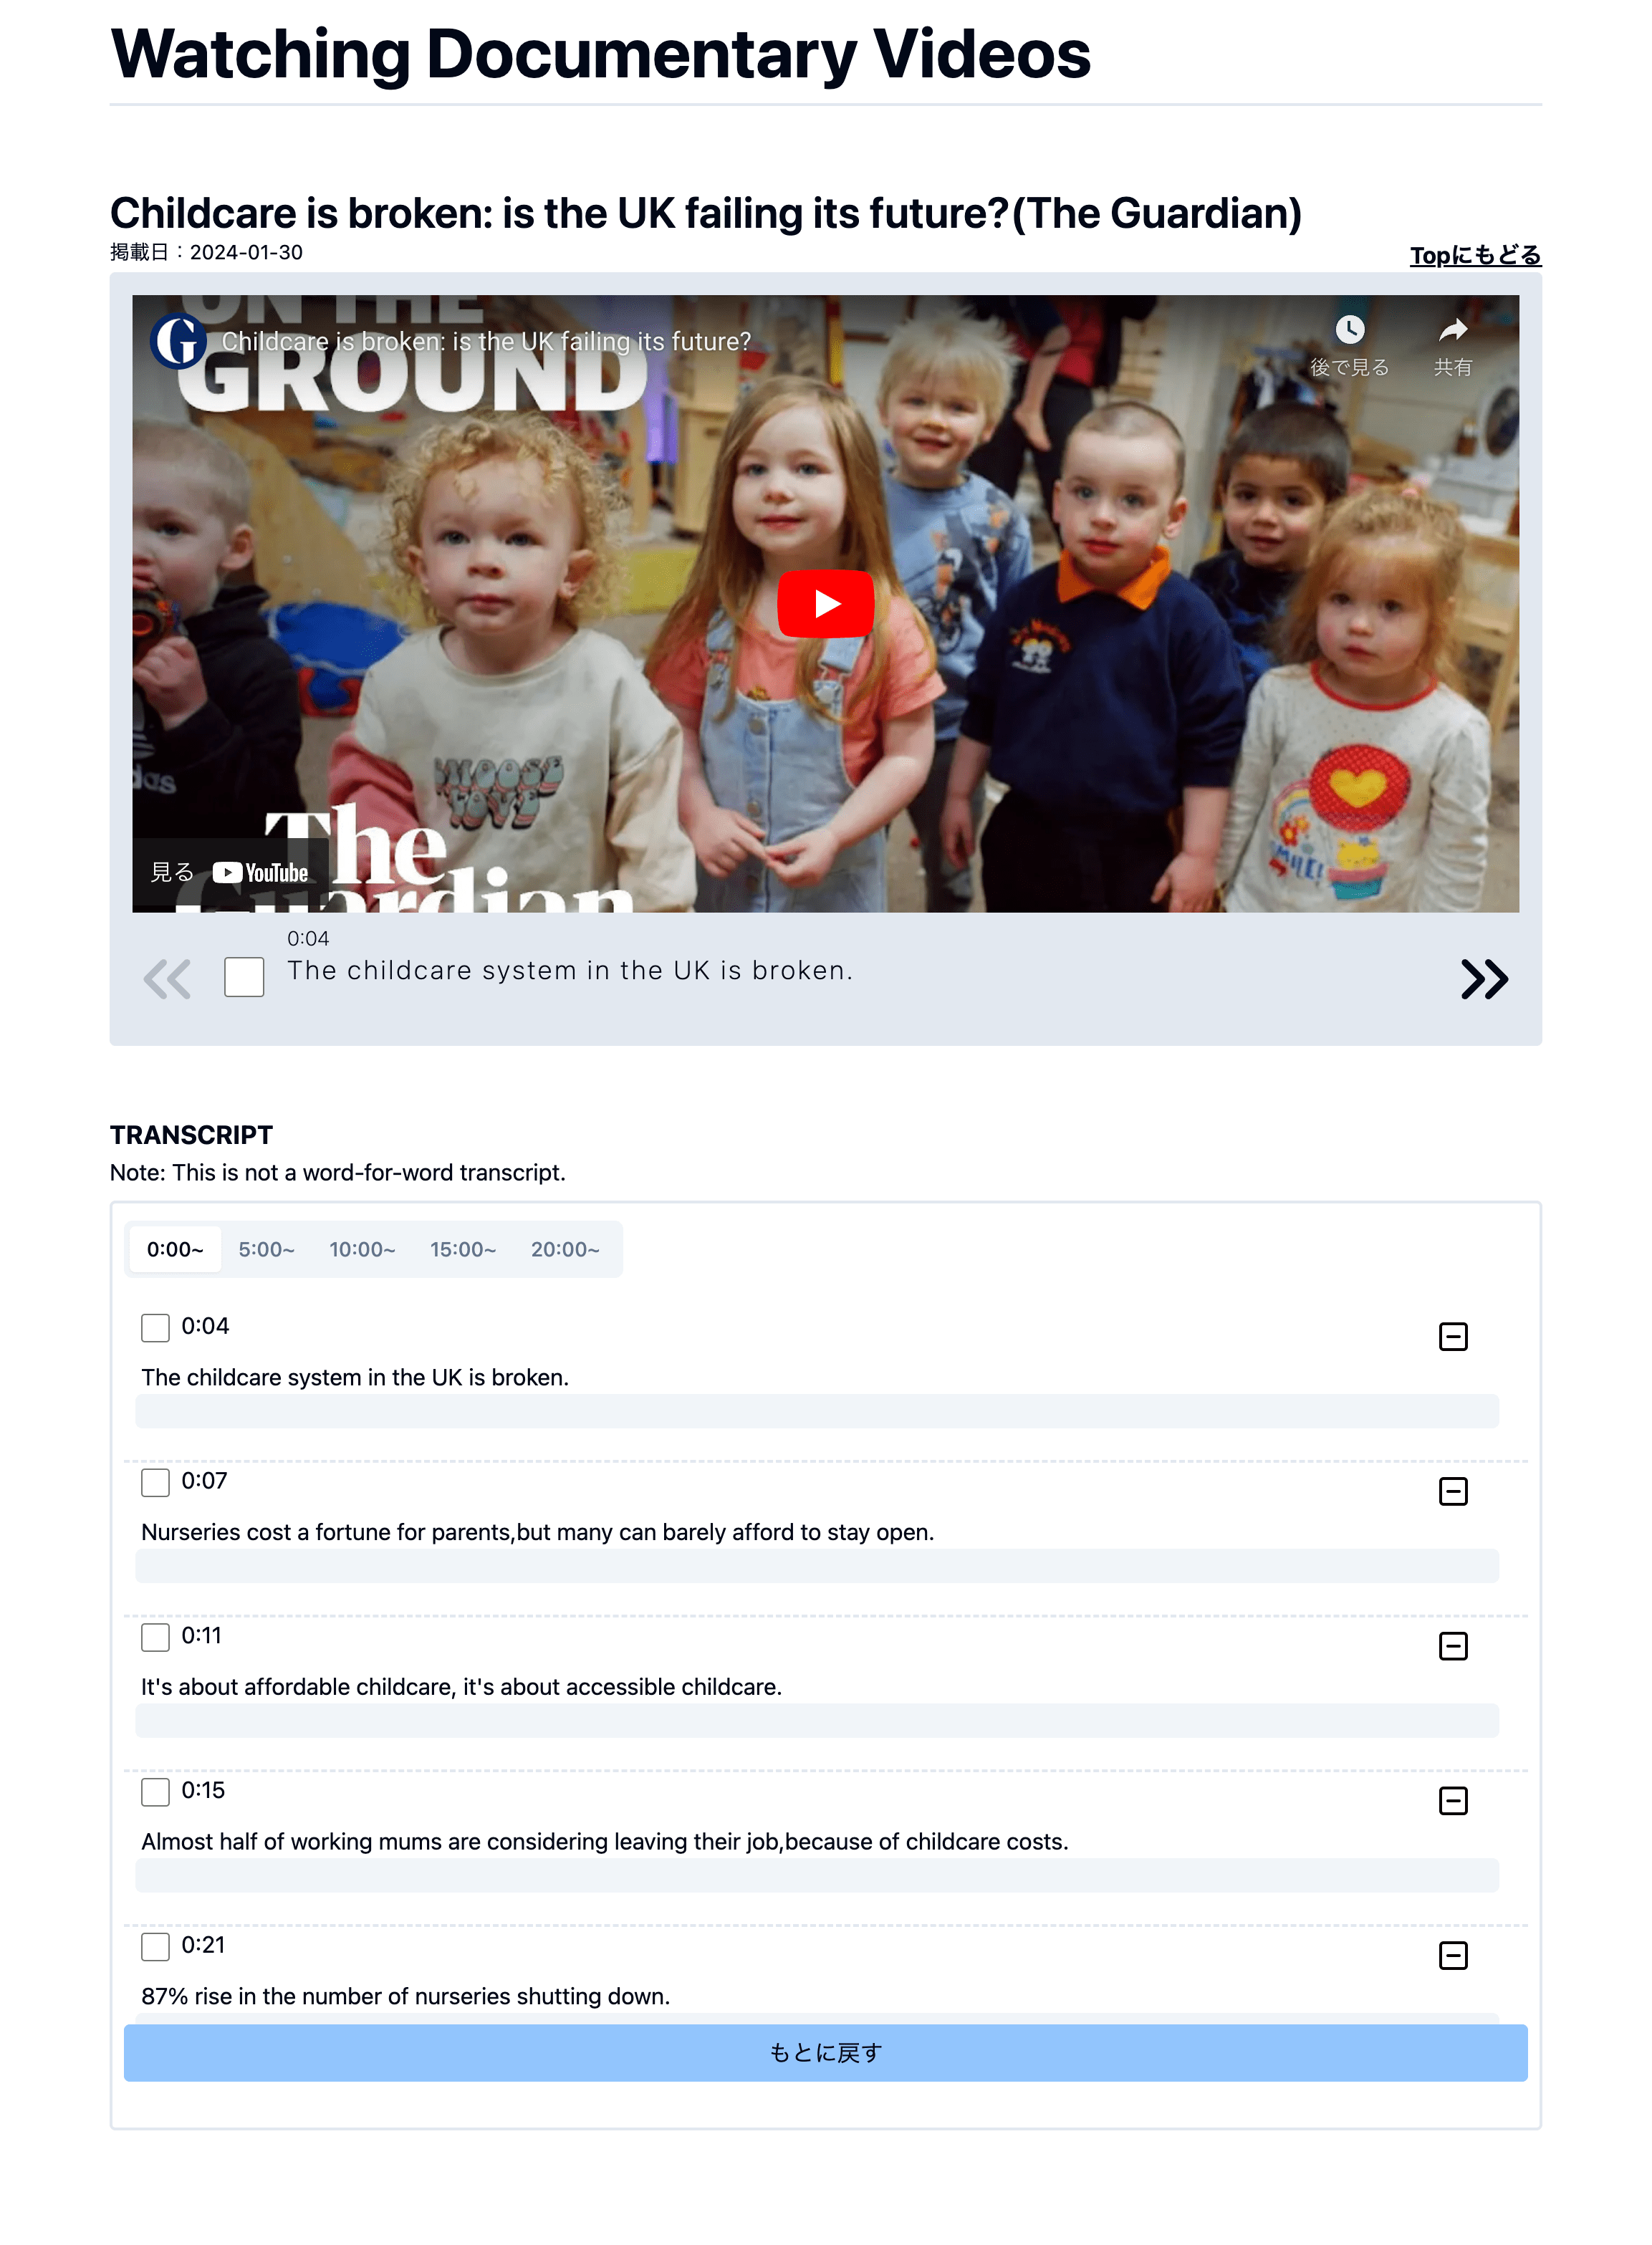 Watching Documentary Videos
Childcare is broken: is the UK failing its future?(The Guardian)
掲載日：2024-01-30
Topにもどる
ON THE
GROUND
G
Childcare is broken: is the UK failing its future?
後で見る
共有
das
MOOSE
SMILE!
The
Guardian
見る YouTube
0:04
The childcare system in the UK is broken.
TRANSCRIPT
Note: This is not a word-for-word transcript.
0:00~ 5:00~ 10:00~ 15:00~ 20:00~
0:04
The childcare system in the UK is broken.
0:07
Nurseries cost a fortune for parents,but many can barely afford to stay open.
0:11
It's about affordable childcare, it's about accessible childcare.
0:15
Almost half of working mums are considering leaving their job,because of childcare costs.
0:21
87% rise in the number of nurseries shutting down.
もとに戻す